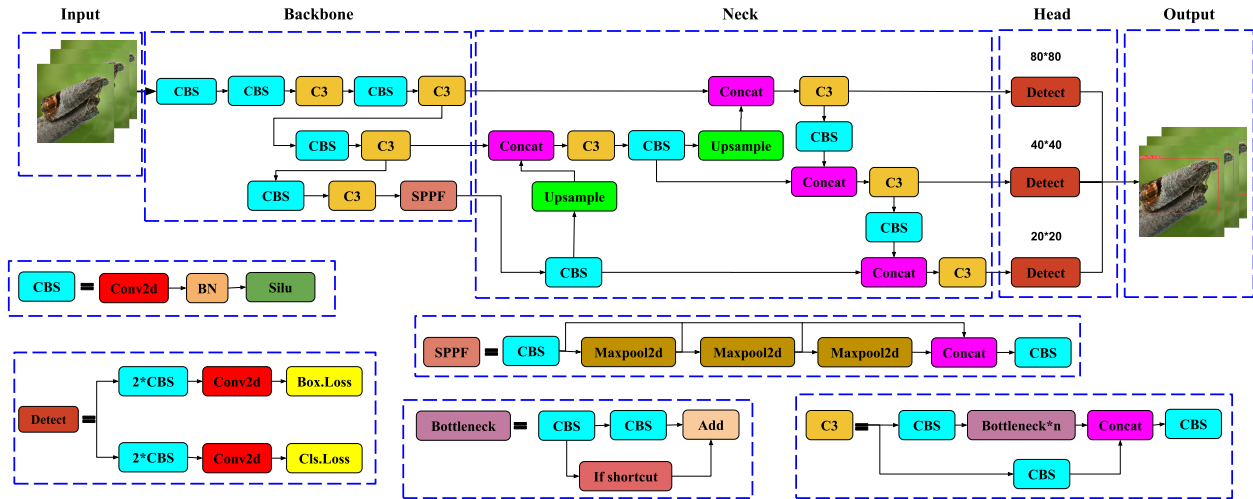 Input
Backbone
Neck
Head
Output
80*80
CBS
CBS
C3
CBS
C3
Concat
C3
Detect
CBS
C3
Concat
C3
CBS
Upsample
CBS
40*40
CBS
C3
SPPF
Upsample
Concat
C3
Detect
CBS
20*20
CBS
Concat
C3
Detect
CBS = Conv2d BN Silu
SPPF = CBS Maxpool2d Maxpool2d Maxpool2d Concat CBS
Detect =
2*CBS Conv2d Box.Loss
2*CBS Conv2d Cls.Loss
Bottleneck = CBS CBS Add
If shortcut
C3 = CBS Bottleneck*n Concat CBS
CBS